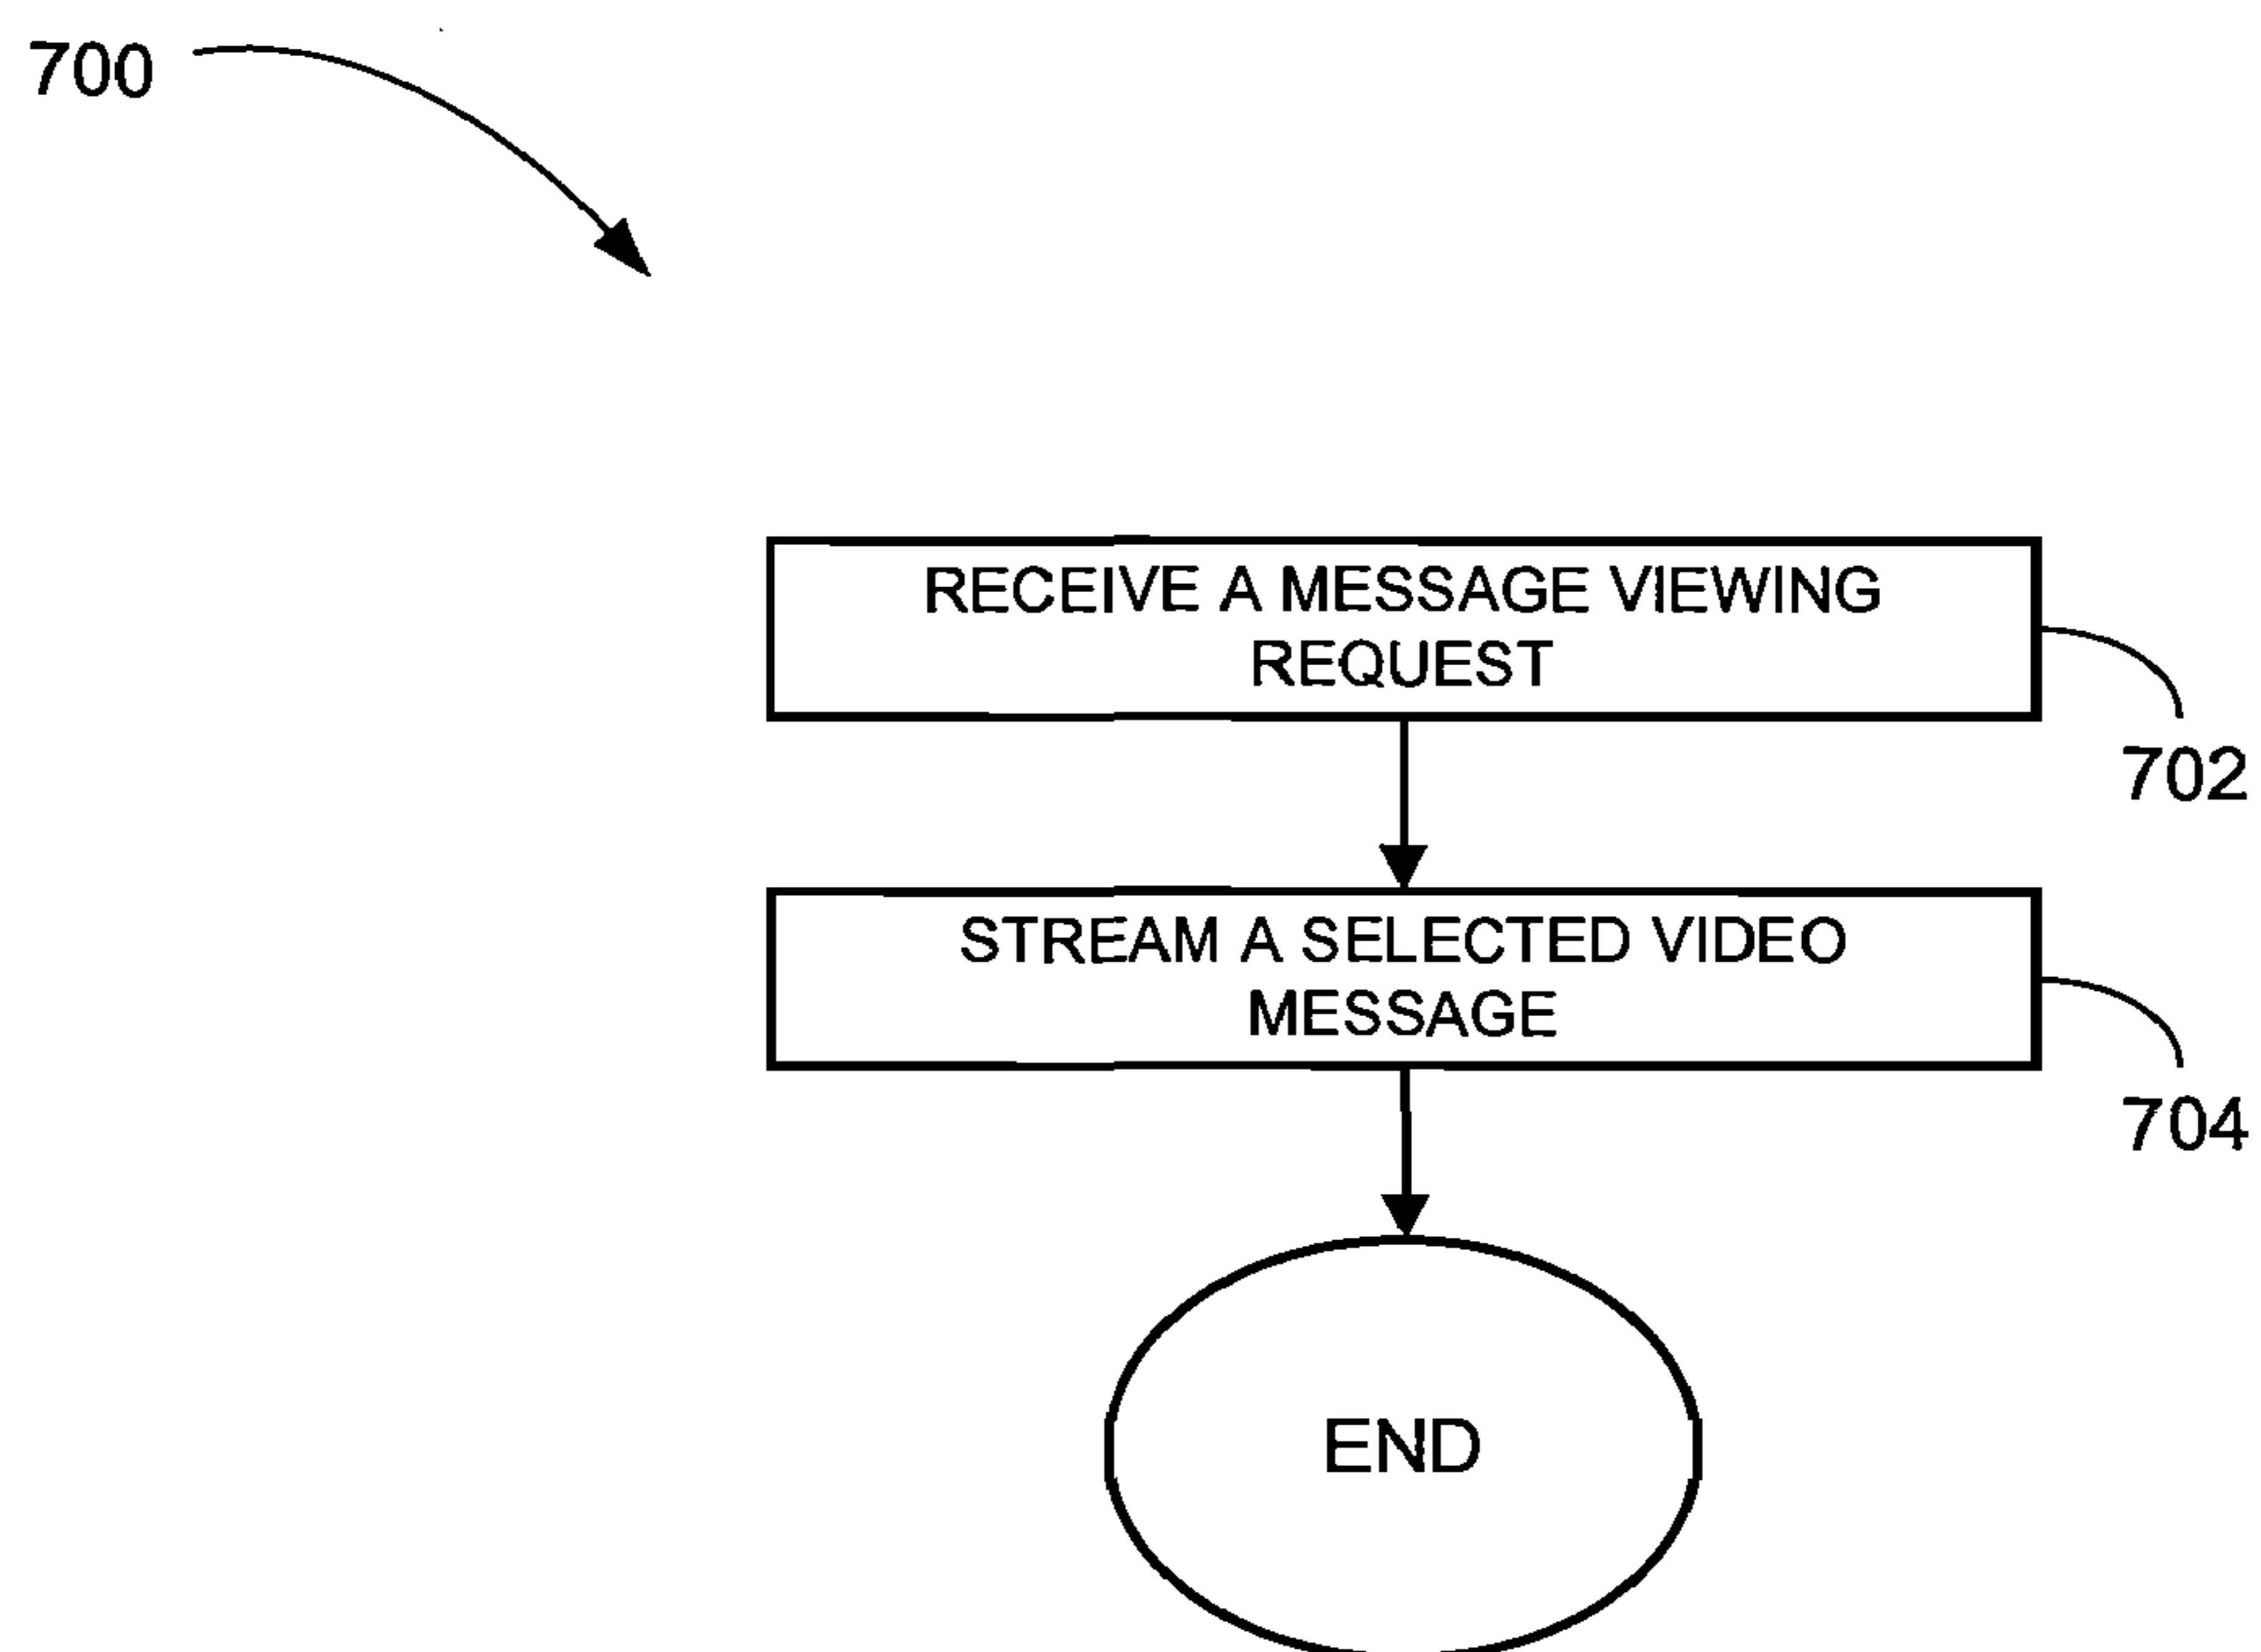 700
RECEIVE A MESSAGE VIEWING
REQUEST
702
STREAM A SELECTED VIDEO
MESSAGE
704
END